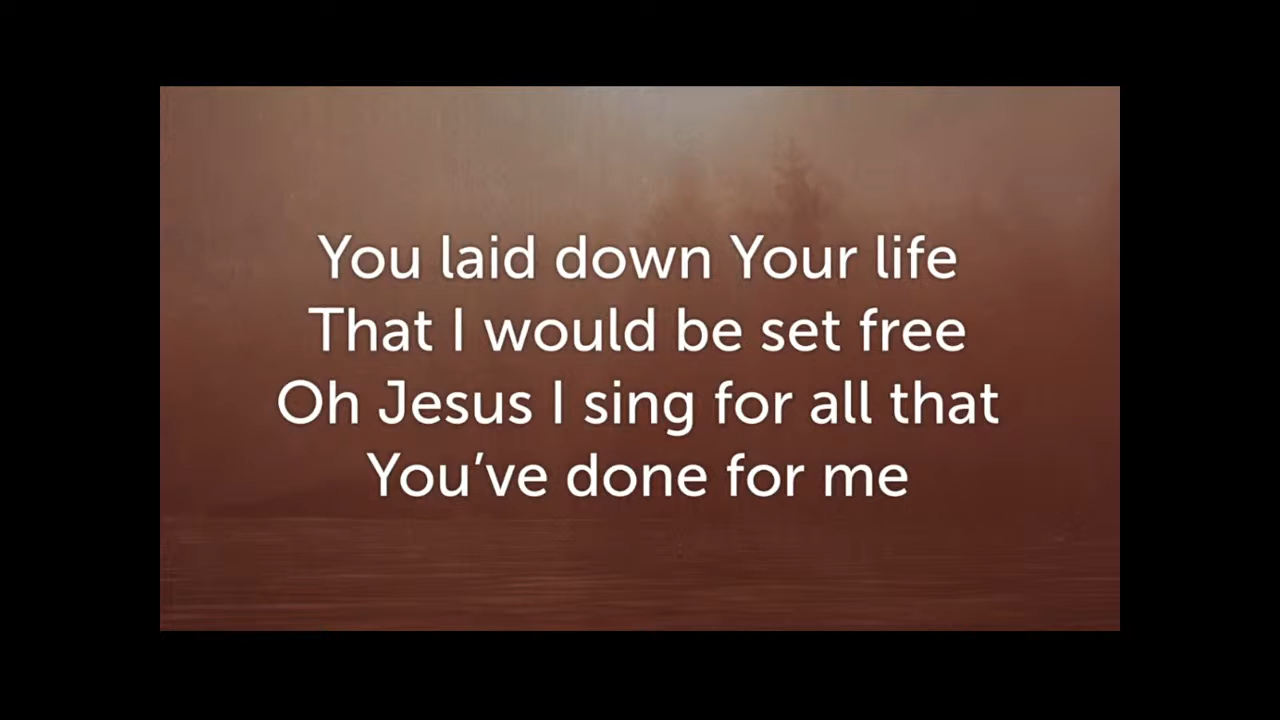 You laid down Your life
That I would be set free
Oh Jesus I sing for all that
You’ve done for me